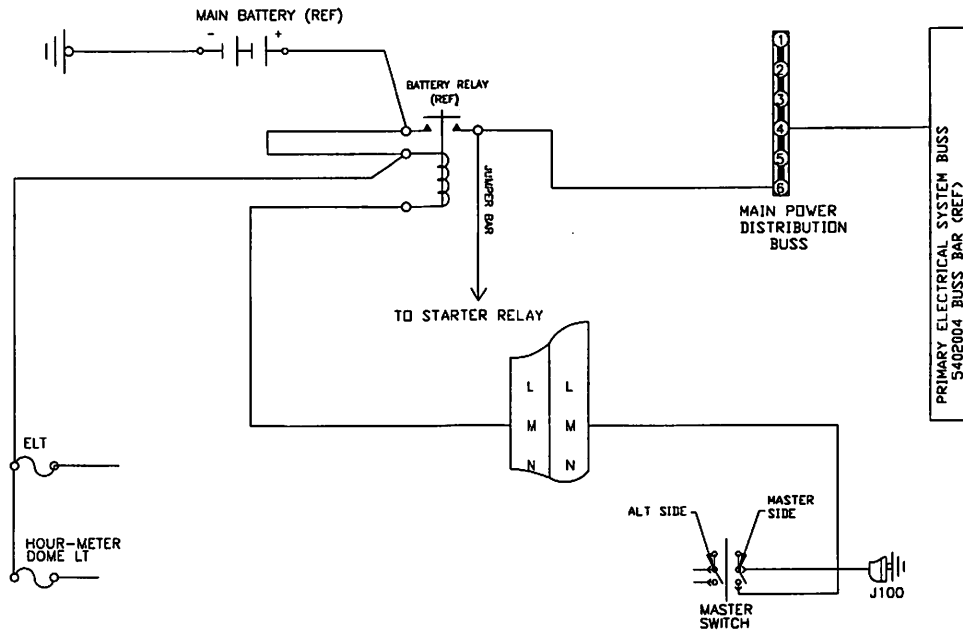 MAIN BATTERY (REF)
- +
BATTERY RELAY
(REF)
JUMPER BAR
TO STARTER RELAY
1
2
3
4
5
6
MAIN POWER
DISTRIBUTION
BUSS
PRIMARY ELECTRICAL SYSTEM BUSS
5402004 BUSS BAR (REF)
L L
M M
N N
ELT
HOUR-METER
DOME LT
ALT SIDE
MASTER
SIDE
MASTER
SWITCH
J100